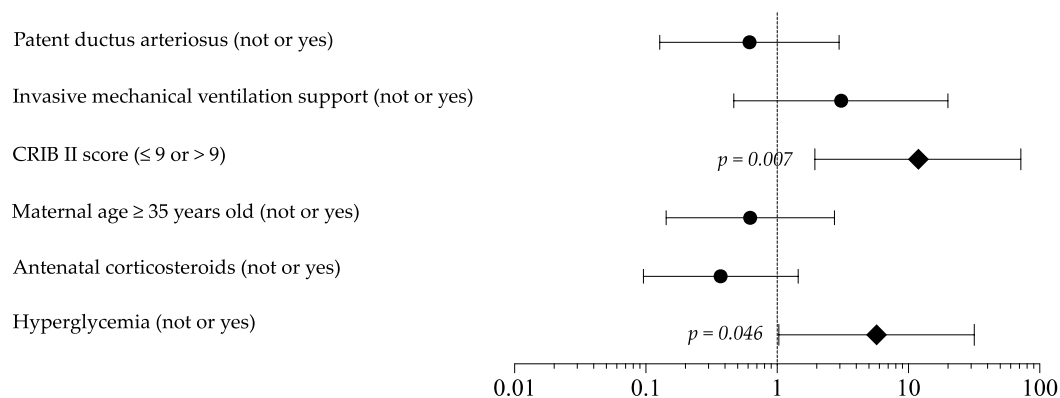 Patent ductus arteriosus (not or yes)
Invasive mechanical ventilation support (not or yes)
CRIB II score (≤ 9 or > 9)
p = 0.007
Maternal age ≥ 35 years old (not or yes)
Antenatal corticosteroids (not or yes)
Hyperglycemia (not or yes)
p = 0.046
0.01 0.1 1 10 100